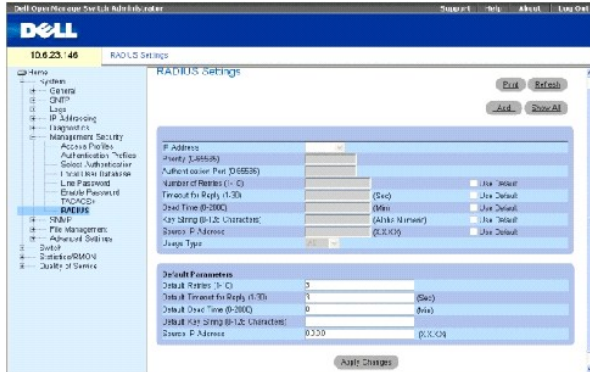 Dell OpenManage Switch Administrator
Support Help About Log Out
DELL
10.6.23.146
RADIUS Settings
Home
System
General
SNTP
Logs
IP Addressing
Diagnostics
Management Security
Access Profiles
Authentication Profiles
Select Authentication
Local User Database
Line Password
Enable Password
TACACS+
RADIUS
SNMP
File Management
Advanced Settings
Switch
Statistics/RMON
Quality of Service
RADIUS Settings
Print Refresh
Add Show All
IP Address
Priority (0-65535)
Authentication Port (0-65535)
Number of Retries (1-10) Use Default
Timeout for Reply (1-30) (Sec) Use Default
Dead Time (0-2000) (Min) Use Default
Key String (0-128 Characters) (Alpha Numeric) Use Default
Source IP Address (X.X.X.X) Use Default
Usage Type All
Default Parameters
Default Retries (1-10) 3
Default Timeout for Reply (1-30) 3 (Sec)
Default Dead Time (0-2000) 0 (Min)
Default Key String (0-128 Characters)
Source IP Address 0.0.0.0 (X.X.X.X)
Apply Changes